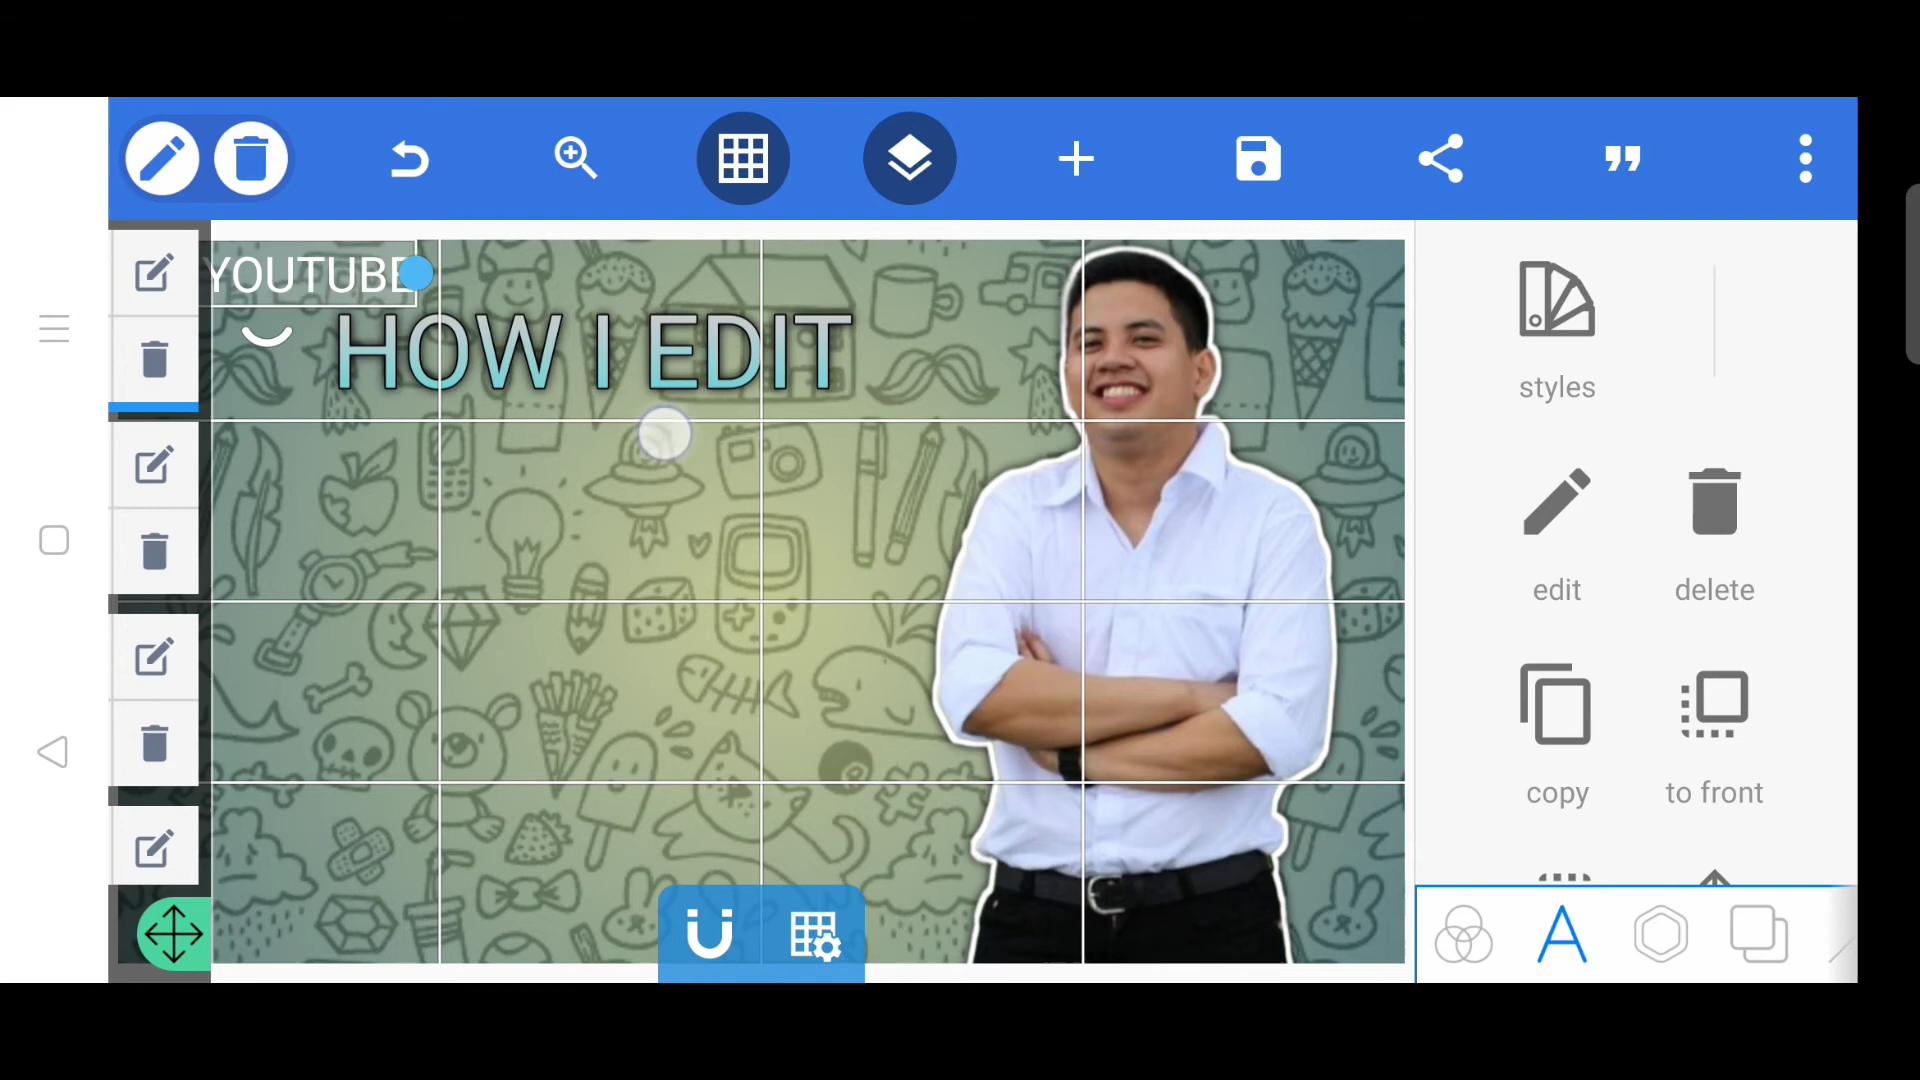 YOUTUBE
HOW I EDIT
styles
edit
delete
copy
to front